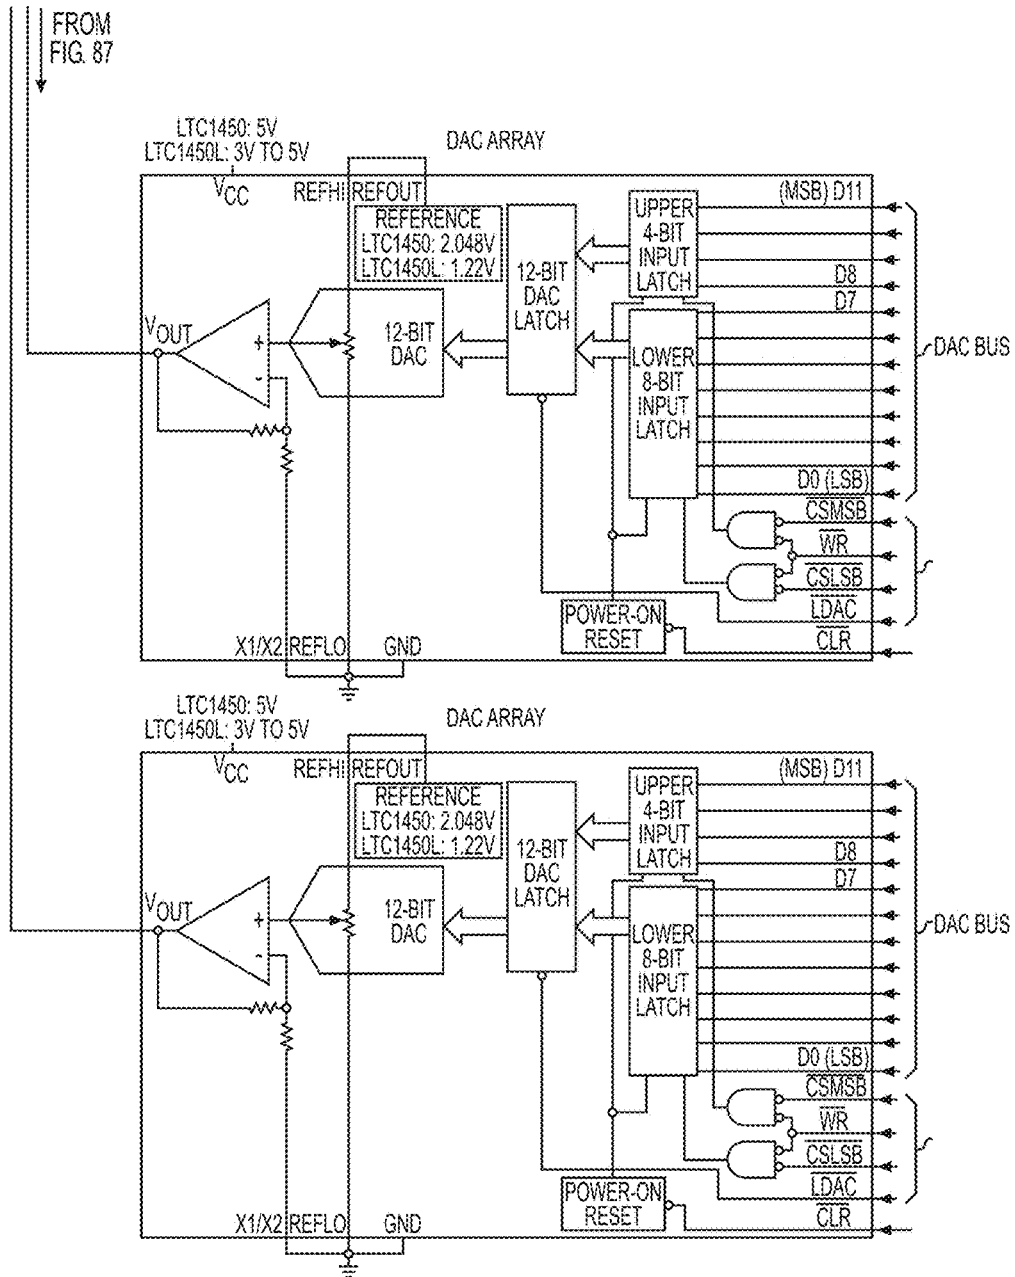 FROM
FIG. 87
LTC1450: 5V
LTC1450L: 3V TO 5V
DAC ARRAY
VCC
REFHI
REFOUT
(MSB) D11
REFERENCE
LTC1450: 2.048V
LTC1450L: 1.22V
UPPER
4-BIT
INPUT
LATCH
12-BIT
DAC
LATCH
D8
D7
VOUT
+
-
12-BIT
DAC
LOWER
8-BIT
INPUT
LATCH
DAC BUS
D0 (LSB)
CSMSB
WR
CSLSB
LDAC
CLR
POWER-ON
RESET
X1/X2
REFLO
GND
LTC1450: 5V
LTC1450L: 3V TO 5V
DAC ARRAY
VCC
REFHI
REFOUT
(MSB) D11
REFERENCE
LTC1450: 2.048V
LTC1450L: 1.22V
UPPER
4-BIT
INPUT
LATCH
12-BIT
DAC
LATCH
D8
D7
VOUT
+
-
12-BIT
DAC
LOWER
8-BIT
INPUT
LATCH
DAC BUS
D0 (LSB)
CSMSB
WR
CSLSB
LDAC
CLR
POWER-ON
RESET
X1/X2
REFLO
GND